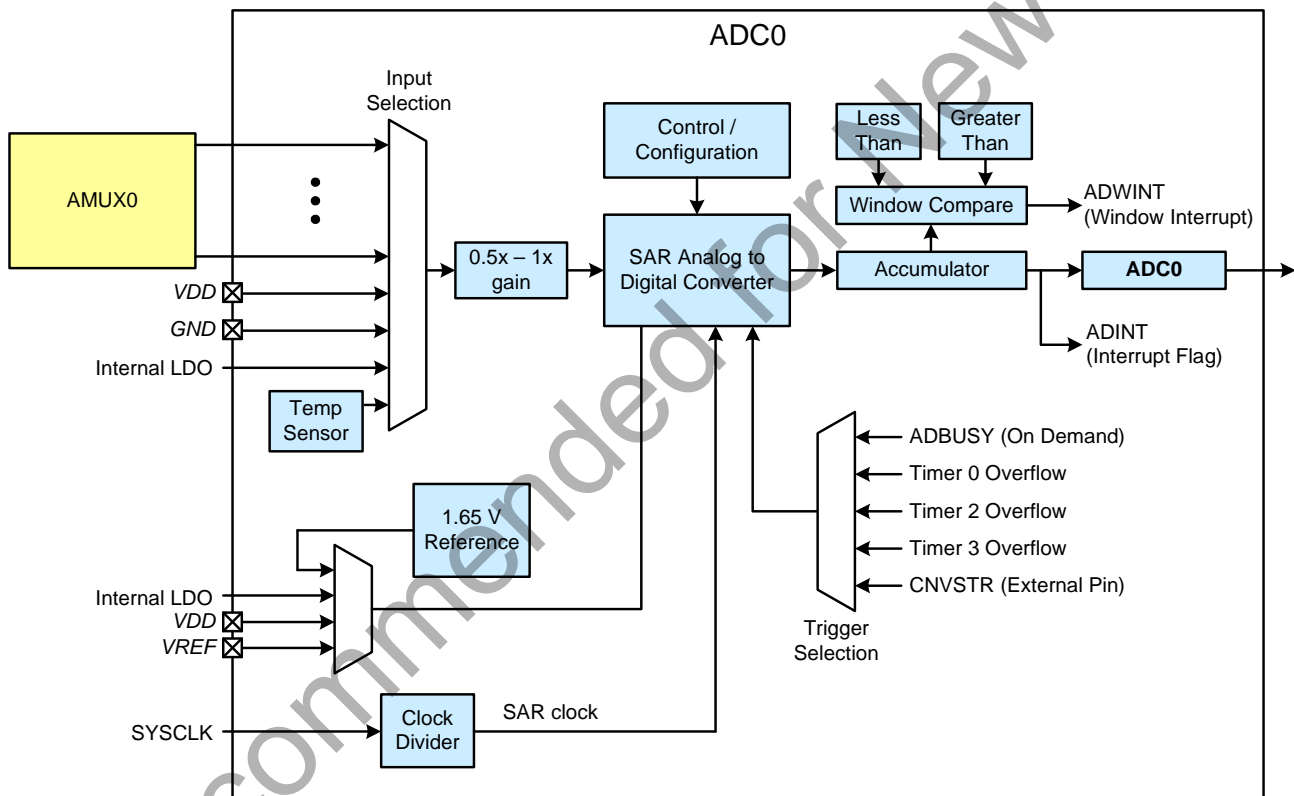 ADC0
Input
Selection
AMUX0
VDD
GND
Internal LDO
Temp
Sensor
0.5x – 1x
gain
Control /
Configuration
SAR Analog to
Digital Converter
Less
Than
Greater
Than
Window Compare
ADWINT
(Window Interrupt)
Accumulator
ADC0
ADINT
(Interrupt Flag)
ADBUSY (On Demand)
Timer 0 Overflow
Timer 2 Overflow
Timer 3 Overflow
CNVSTR (External Pin)
Trigger
Selection
1.65 V
Reference
Internal LDO
VDD
VREF
SYSCLK
Clock
Divider
SAR clock
commended for New